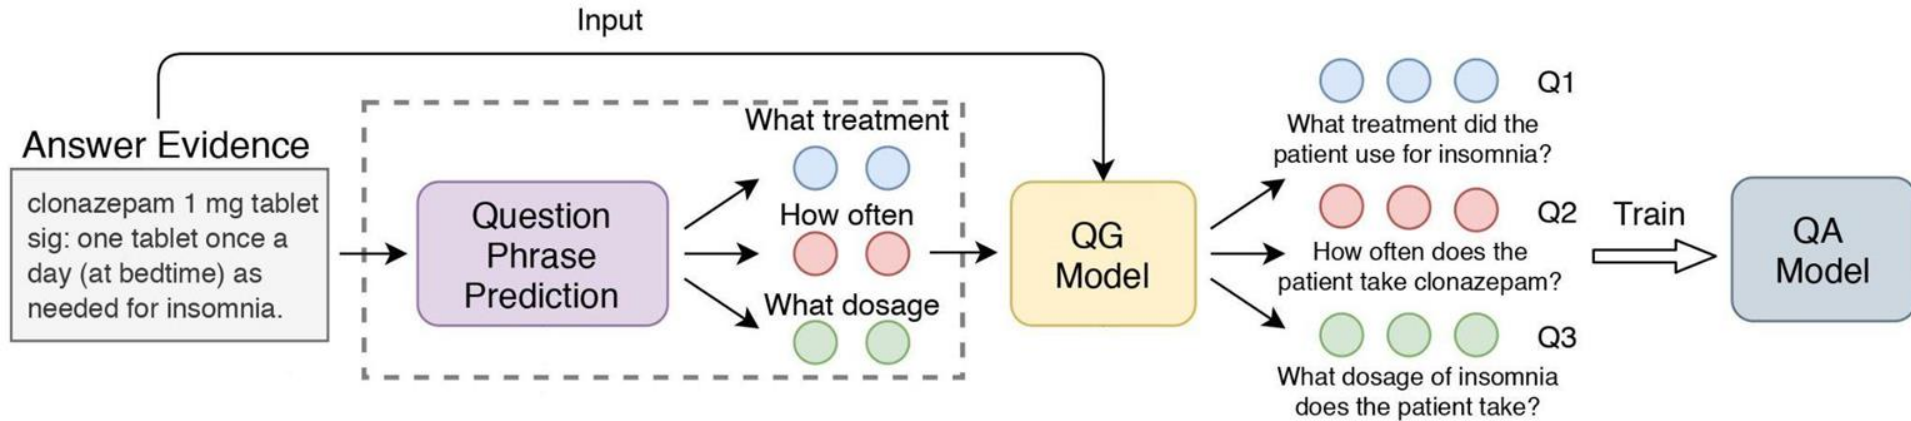 Input
Answer Evidence
clonazepam 1 mg tablet
sig: one tablet once a
day (at bedtime) as
needed for insomnia.
Question
Phrase
Prediction
What treatment
How often
What dosage
QG
Model
Q1
What treatment did the
patient use for insomnia?
Q2
How often does the
patient take clonazepam?
Q3
What dosage of insomnia
does the patient take?
Train
QA
Model